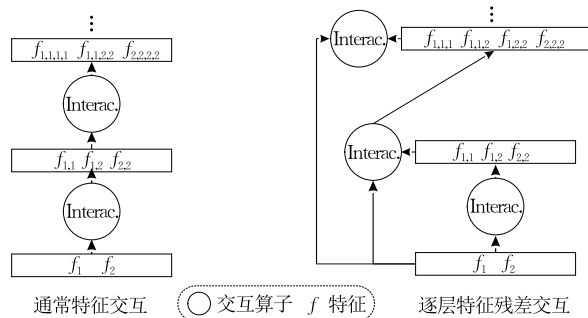 ⋮
f1,1,1,1 f1,1,2,2 f2,2,2,2
Interac.
f1,1 f1,2 f2,2
Interac.
f1 f2
通常特征交互
⋮
Interac.
f1,1,1 f1,1,2 f1,2,2 f2,2,2
Interac.
f1,1 f1,2 f2,2
Interac.
f1 f2
逐层特征残差交互
交互算子 f 特征